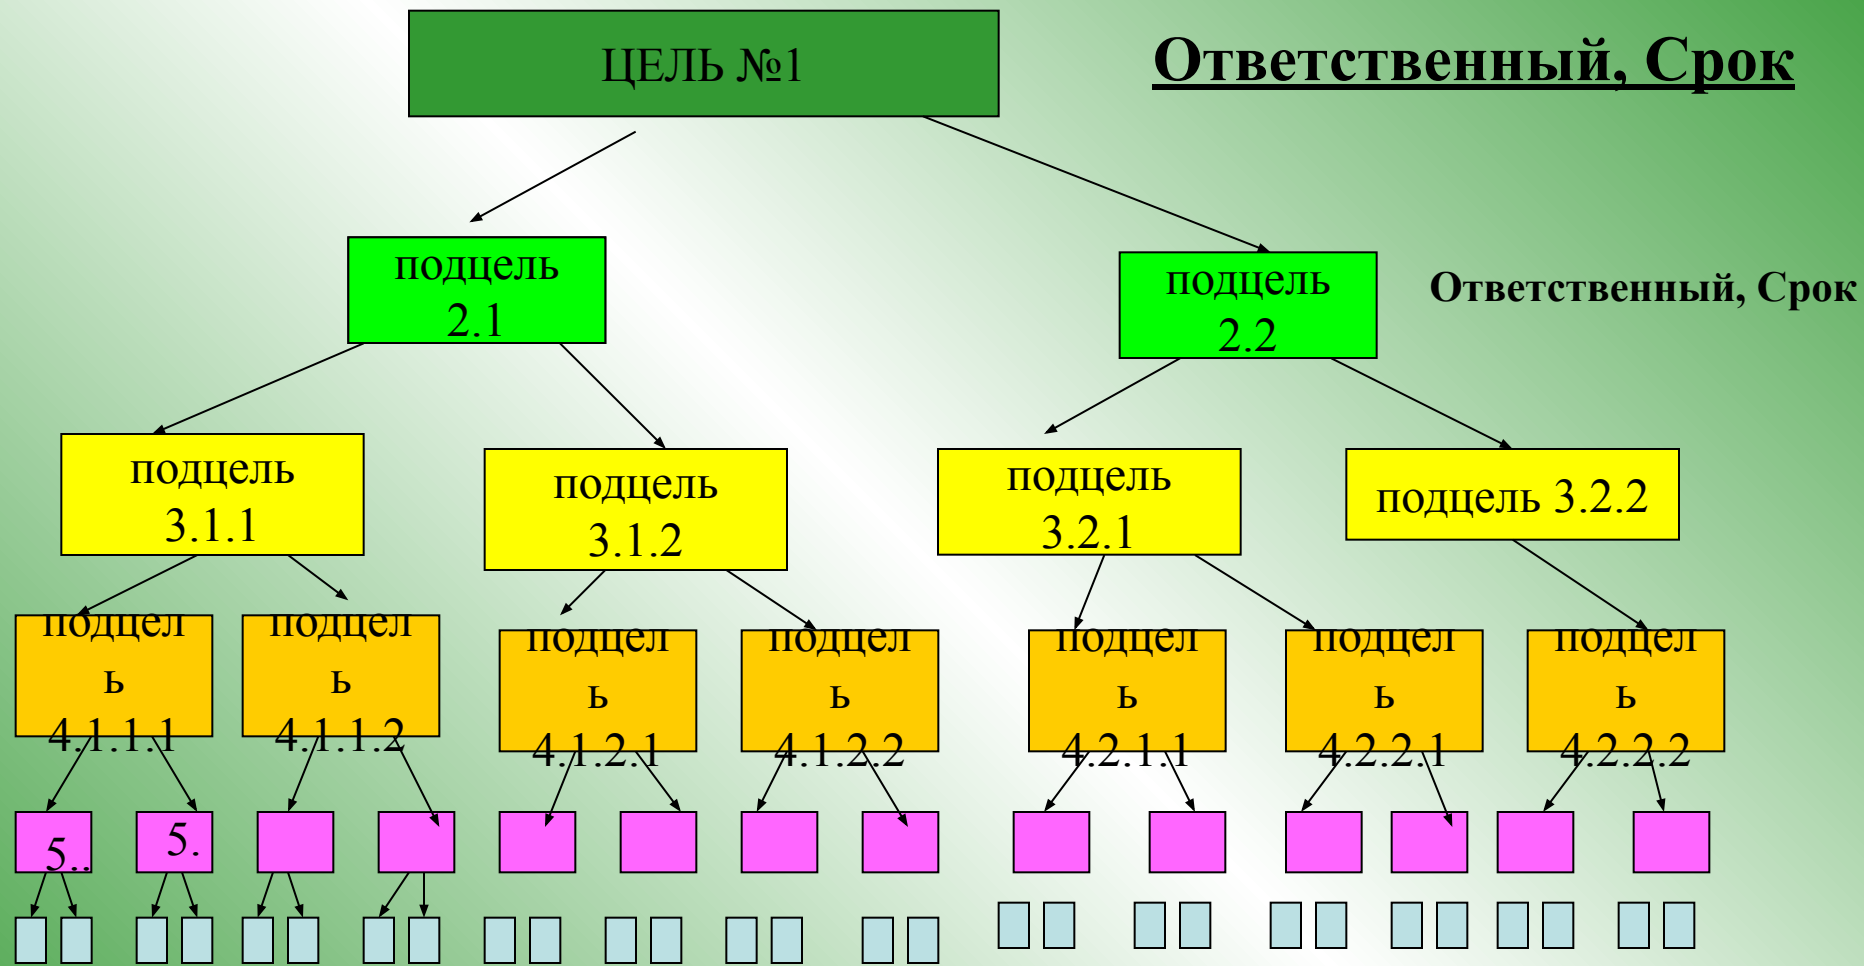 ЦЕЛЬ №1
Ответственный, Срок
подцель
2.1
подцель
2.2
Ответственный, Срок
подцель
3.1.1
подцель
3.1.2
подцель
3.2.1
подцель 3.2.2
подцел
ь
4.1.1.1
подцел
ь
4.1.1.2
подцел
ь
4.1.2.1
подцел
ь
4.1.2.2
подцел
ь
4.2.1.1
подцел
ь
4.2.2.1
подцел
ь
4.2.2.2
5..
5.